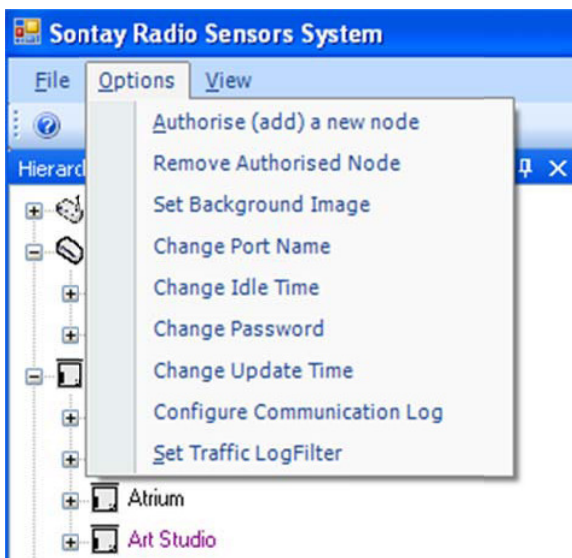 Sontay Radio Sensors System
File Options View
Authorise (add) a new node
Remove Authorised Node
Hierard
Set Background Image
Change Port Name
Change Idle Time
Change Password
Change Update Time
Configure Communication Log
Set Traffic LogFilter
Atrium
Art Studio